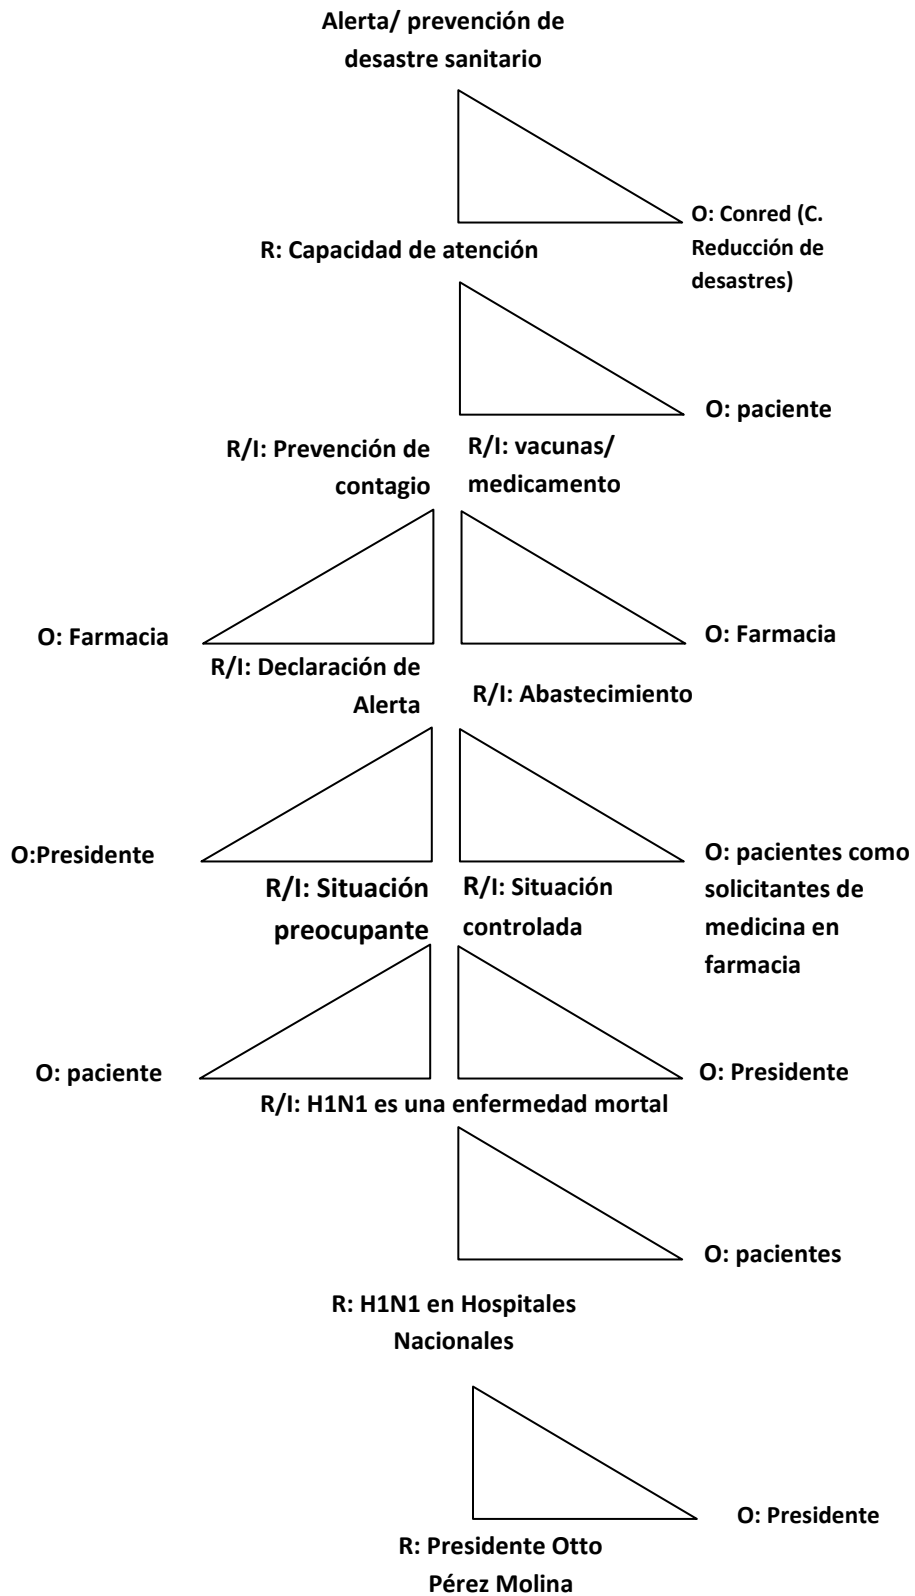 Alerta/ prevención de
desastre sanitario
O: Conred (C.
Reducción de
desastres)
R: Capacidad de atención
O: paciente
R/I: Prevención de
contagio
R/I: vacunas/
medicamento
O: Farmacia
O: Farmacia
R/I: Declaración de
Alerta
R/I: Abastecimiento
O:Presidente
O: pacientes como
solicitantes de
medicina en
farmacia
R/I: Situación
preocupante
R/I: Situación
controlada
O: paciente
O: Presidente
R/I: H1N1 es una enfermedad mortal
O: pacientes
R: H1N1 en Hospitales
Nacionales
O: Presidente
R: Presidente Otto
Pérez Molina